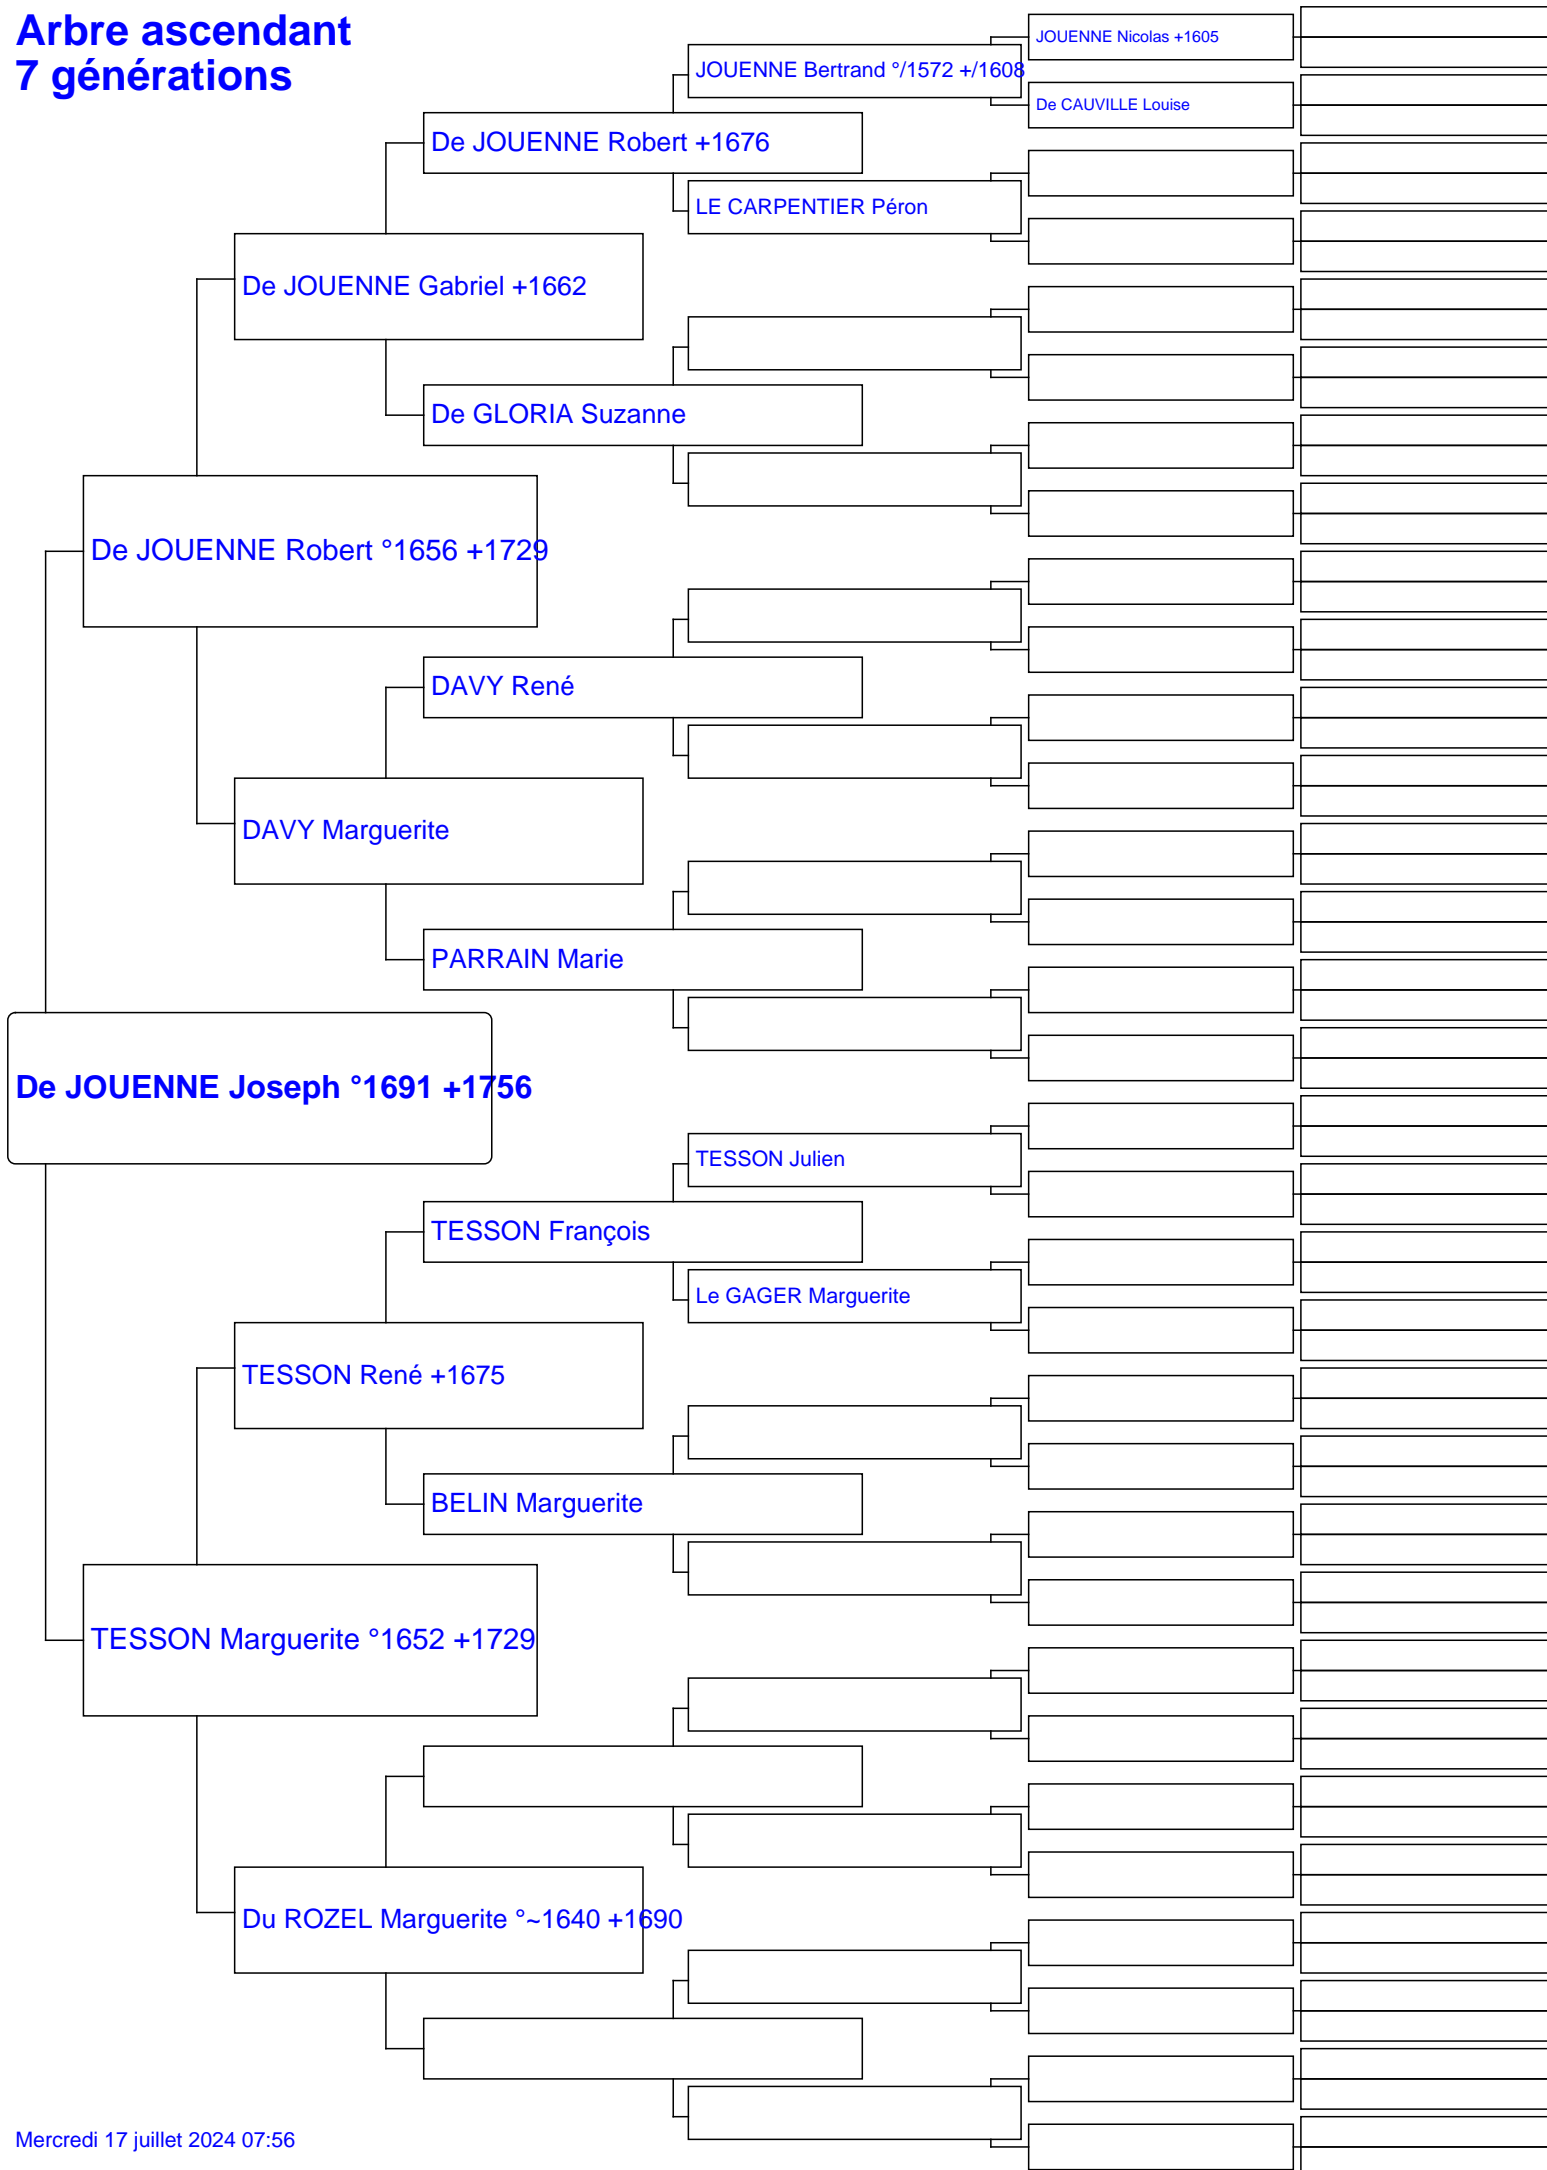 Arbre ascendant
7 générations
JOUENNE Nicolas +1605
JOUENNE Bertrand °/1572 +/1608
De CAUVILLE Louise
De JOUENNE Robert +1676
LE CARPENTIER Péron
De JOUENNE Gabriel +1662
De GLORIA Suzanne
De JOUENNE Robert °1656 +1729
DAVY René
DAVY Marguerite
PARRAIN Marie
De JOUENNE Joseph °1691 +1756
TESSON Julien
TESSON François
Le GAGER Marguerite
TESSON René +1675
BELIN Marguerite
TESSON Marguerite °1652 +1729
Du ROZEL Marguerite °~1640 +1690
Mercredi 17 juillet 2024 07:56